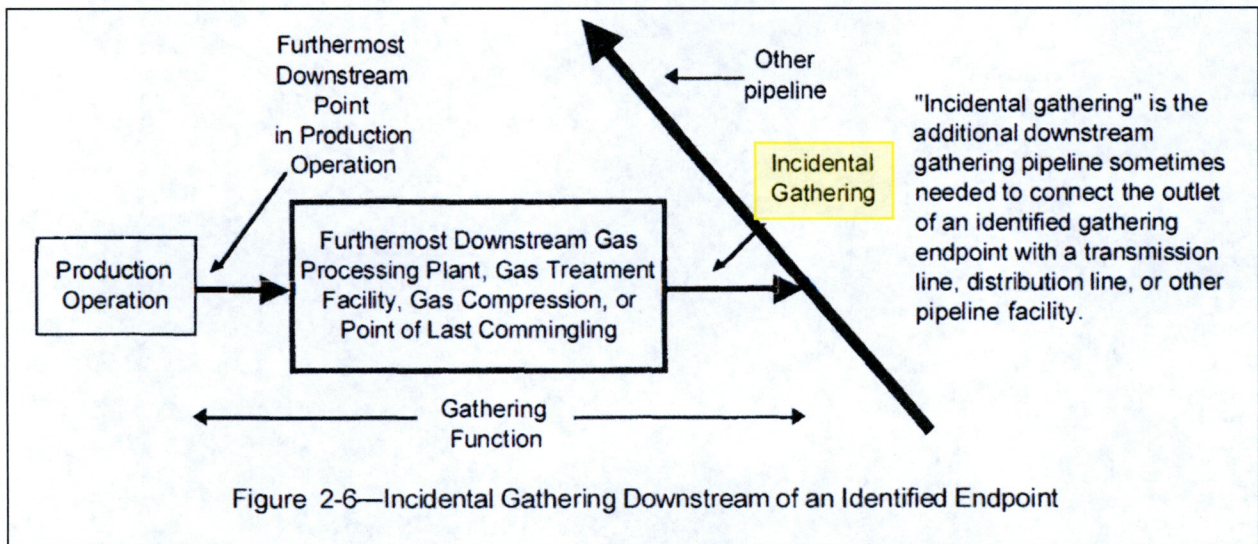 Furthermost
Downstream
Point
in Production
Operation
Other
pipeline
Incidental
Gathering
"Incidental gathering" is the
additional downstream
gathering pipeline sometimes
needed to connect the outlet
of an identified gathering
endpoint with a transmission
line, distribution line, or other
pipeline facility.
Production
Operation
Furthermost Downstream Gas
Processing Plant, Gas Treatment
Facility, Gas Compression, or
Point of Last Commingling
Gathering
Function
Figure 2-6—Incidental Gathering Downstream of an Identified Endpoint